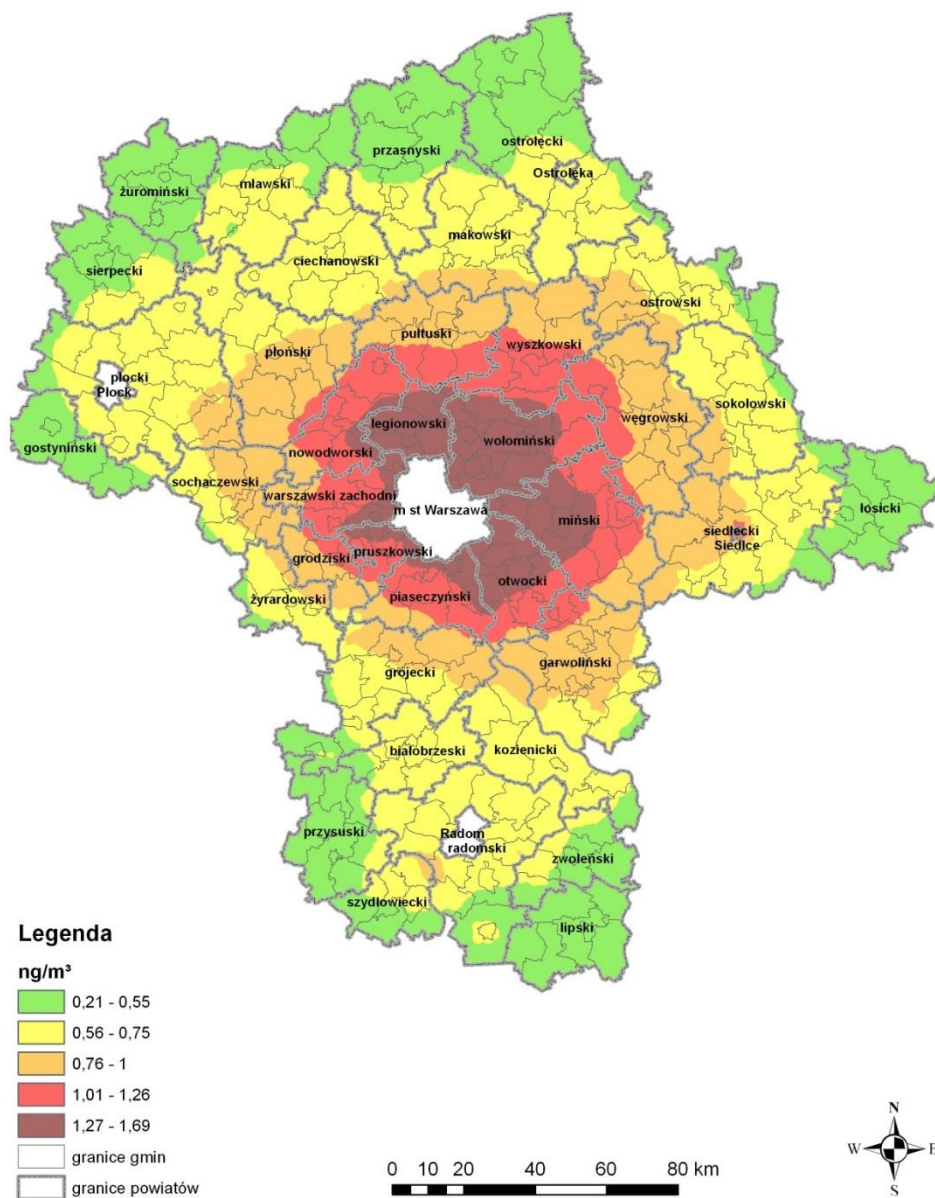 ostrołęcki
przasnyski
Ostrołęka
mławski
żuromiński
makowski
ciechanowski
sierpecki
ostrowski
pułtuski
wyszkowski
płoński
płocki
Płock
sokołowski
węgrowski
legionowski
wołomiński
gostyniński
nowodworski
sochaczewski
warszawski zachodni
łosicki
m st Warszawa
miński
siedlecki
Siedlce
pruszkowski
grodziski
otwocki
piaseczyński
żyrardowski
garwoliński
grojecki
białobrzeski
kozienicki
przysuski
Radom
radomski
zwoleński
szydłowiecki
lipski
Legenda
ng/m³
0,21 - 0,55
0,56 - 0,75
0,76 - 1
1,01 - 1,26
1,27 - 1,69
granice gmin
granice powiatów
0 10 20 40 60 80 km
N
W E
S